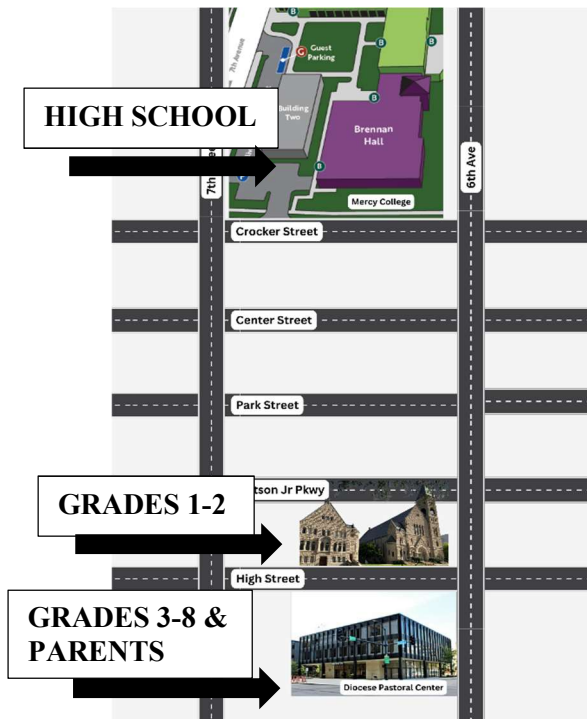 7th Avenue
B
Guest
Parking
G
B
HIGH SCHOOL
Building
Two
B
Brennan
Hall
B
P
7th
6th Ave
Mercy College
Crocker Street
Center Street
Park Street
tson Jr Pkwy
GRADES 1-2
High Street
GRADES 3-8 &
PARENTS
Diocese Pastoral Center